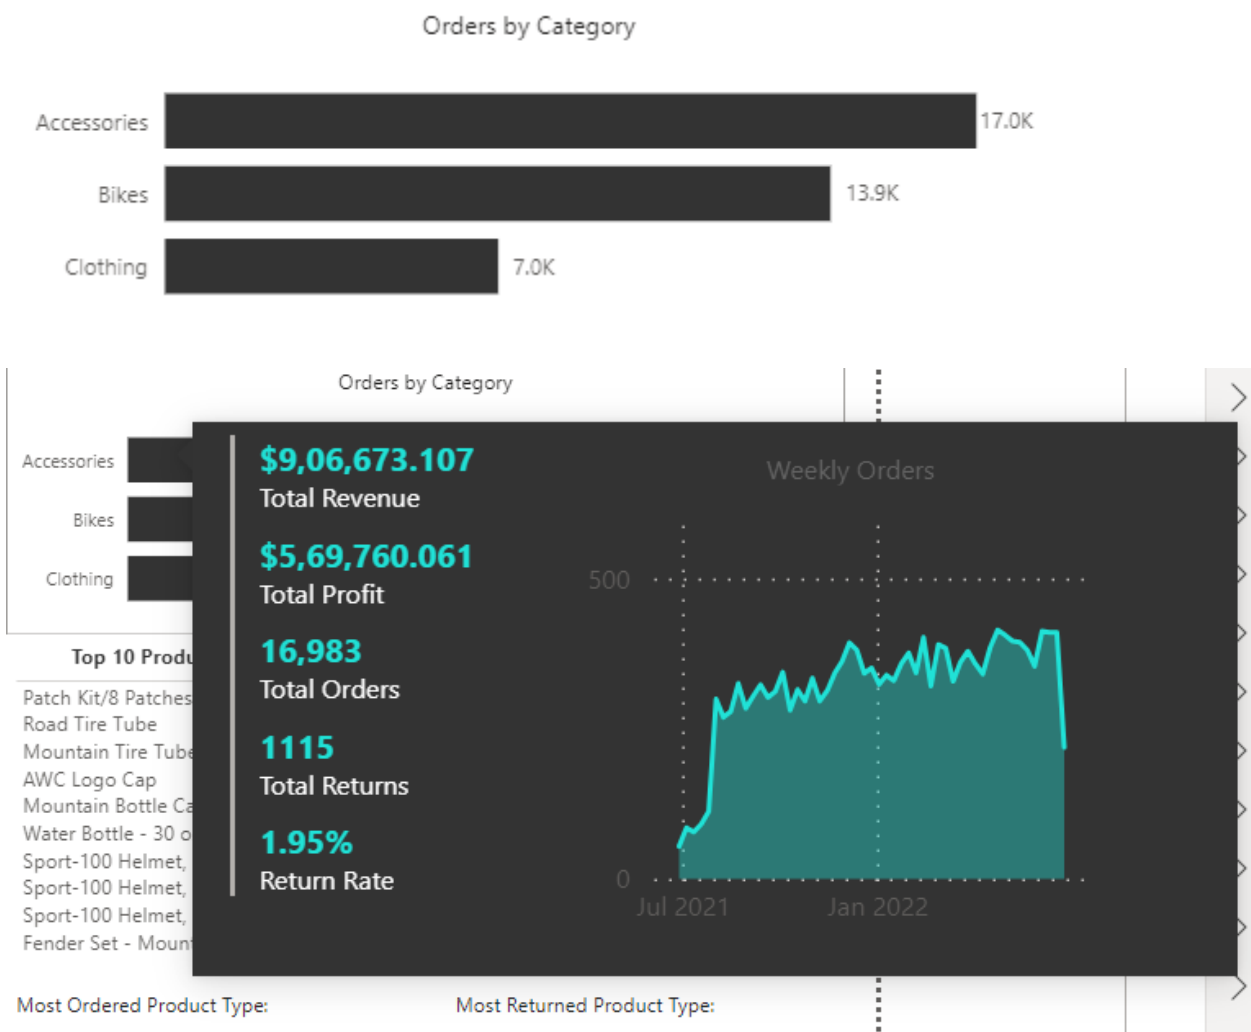 Orders by Category
Accessories 17.0K
Bikes 13.9K
Clothing 7.0K
Orders by Category
Accessories
Bikes
Clothing
$9,06,673.107
Total Revenue
$5,69,760.061
Total Profit
16,983
Total Orders
1115
Total Returns
1.95%
Return Rate
Weekly Orders
500
0
Jul 2021 Jan 2022
Top 10 Produ
Patch Kit/8 Patches
Road Tire Tube
Mountain Tire Tube
AWC Logo Cap
Mountain Bottle Ca
Water Bottle - 30 o
Sport-100 Helmet,
Sport-100 Helmet,
Sport-100 Helmet,
Fender Set - Moun
Most Ordered Product Type: Most Returned Product Type: